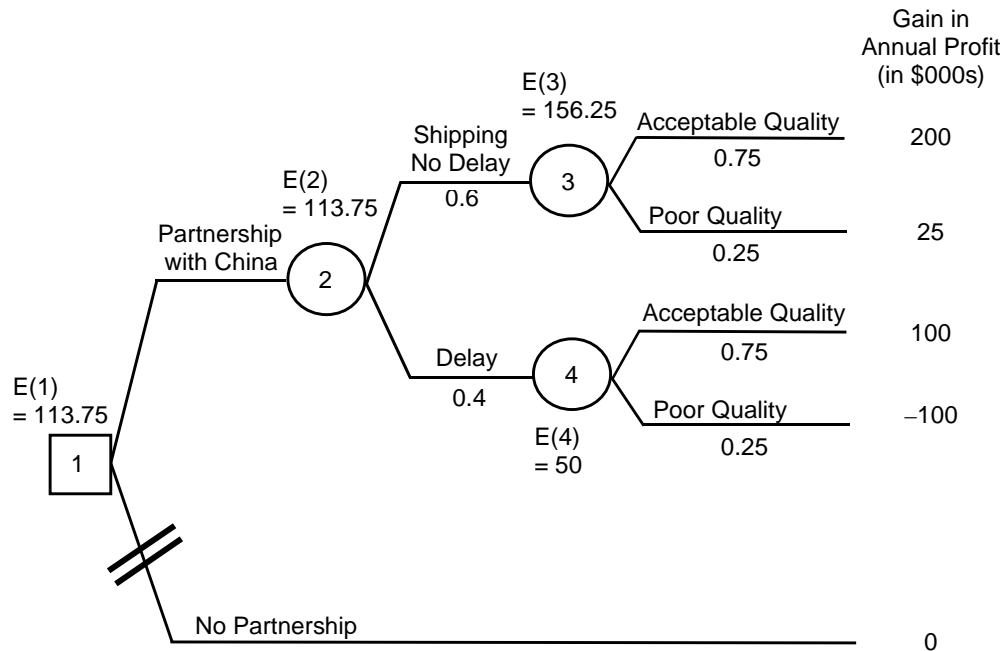 Gain in
Annual Profit
(in $000s)
E(3)
= 156.25
Acceptable Quality
200
Shipping
No Delay
0.75
3
E(2)
= 113.75
0.6
Poor Quality
25
0.25
Partnership
with China
2
Acceptable Quality
100
0.75
Delay
4
E(1)
= 113.75
0.4
Poor Quality
–100
0.25
E(4)
= 50
1
No Partnership
0